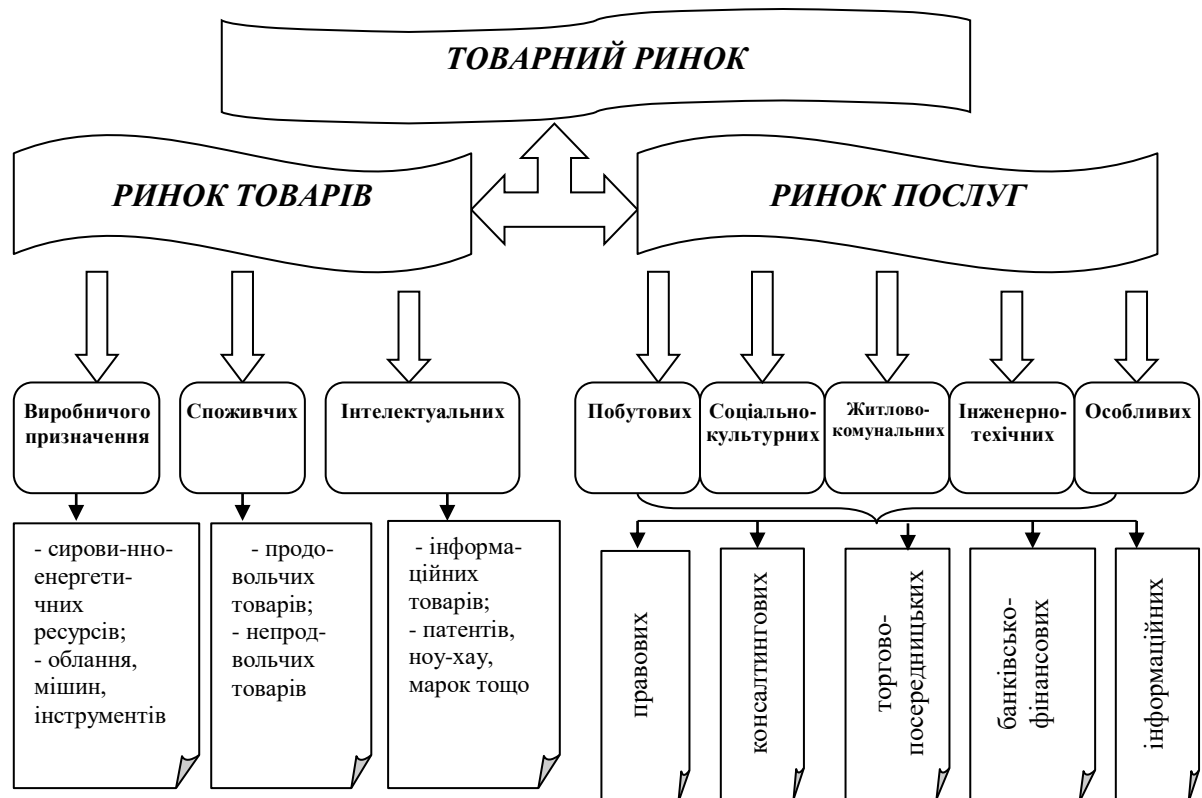 ТОВАРНИЙ РИНОК
РИНОК ТОВАРІВ
РИНОК ПОСЛУГ
Виробничого
призначення
Споживчих
Інтелектуальних
Побутових
Соціально-
культурних
Житлово-
комунальних
Інженерно-
техічних
Особливих
- сирови-нно-
енергети-
чних
ресурсів;
- облання,
мішин,
інструментів
- продо-
вольчих
товарів;
- непрод-
вольчих
товарів
- інформа-
ційних
товарів;
- патентів,
ноу-хау,
марок тощо
правових
консалтингових
торгово-
посередницьких
банківсько-
фінансових
інформаційних